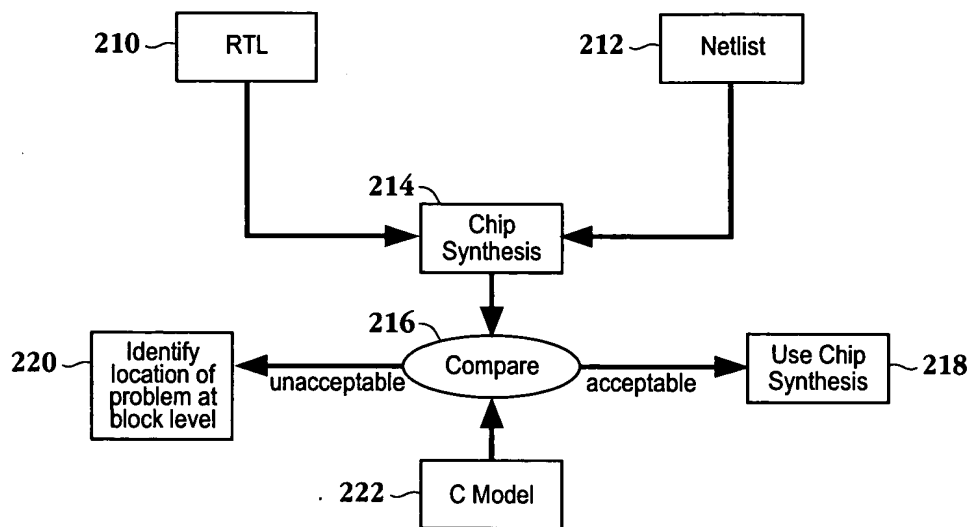 210
RTL
212
Netlist
214
Chip
Synthesis
216
Compare
220
Identify
location of
problem at
block level
unacceptable
acceptable
Use Chip
Synthesis
218
222
C Model